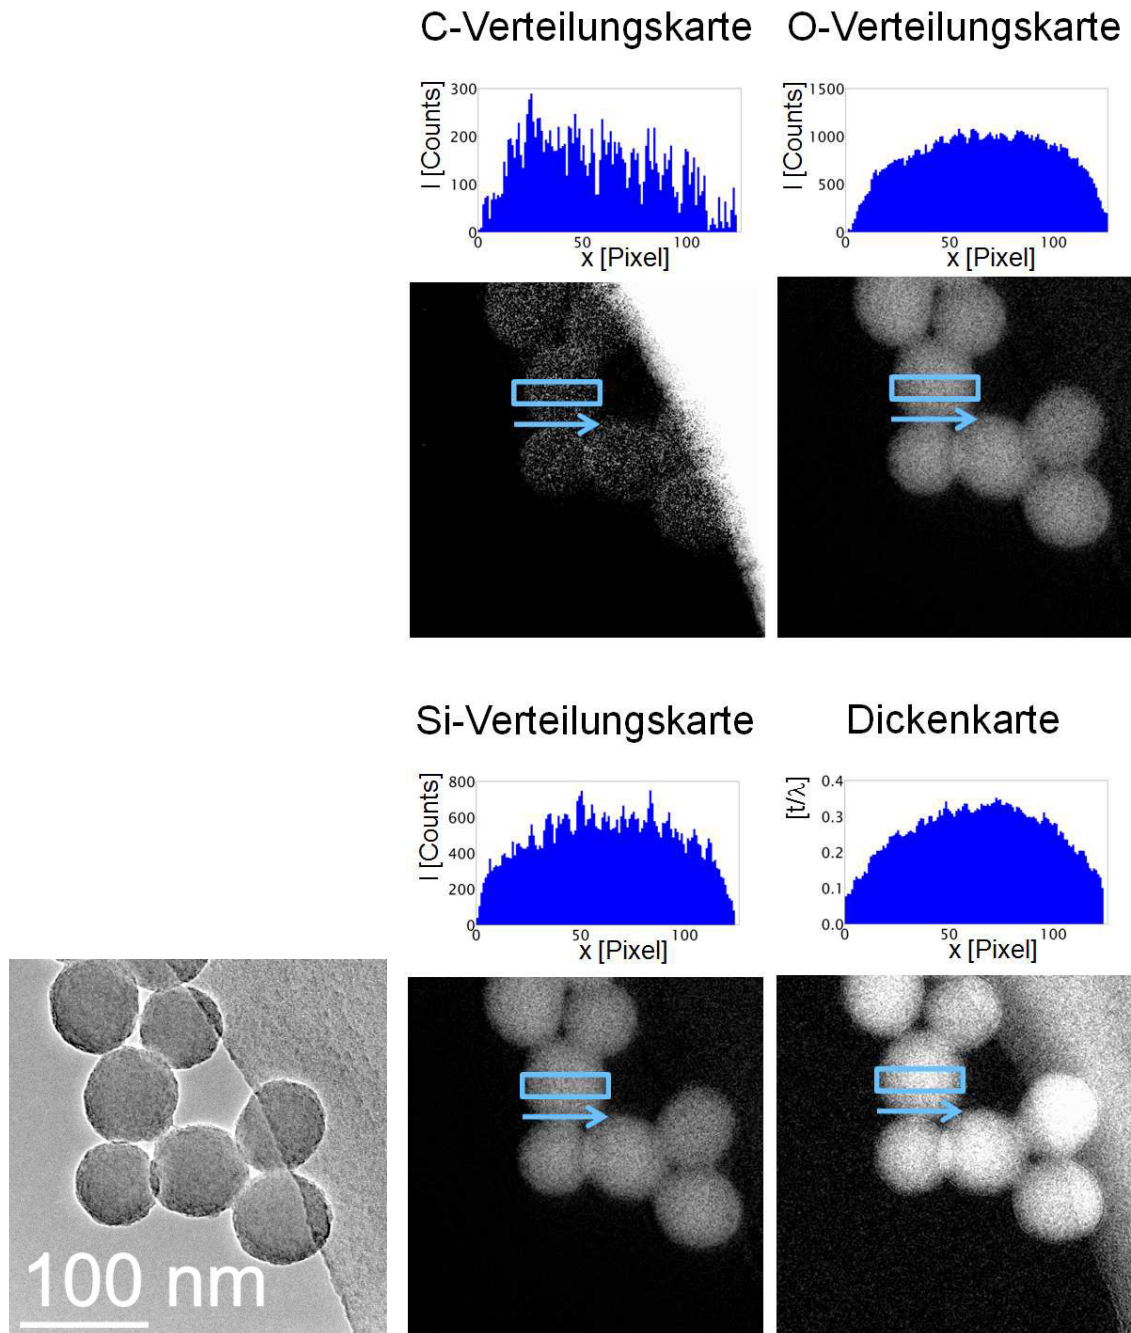 C-Verteilungskarte
O-Verteilungskarte
I [Counts]
300
200
100
0
0 50 100
x [Pixel]
I [Counts]
1500
1000
500
0
0 50 100
x [Pixel]
Si-Verteilungskarte
Dickenkarte
I [Counts]
800
600
400
200
0
0 50 100
x [Pixel]
[t/λ]
0.4
0.3
0.2
0.1
0.0
0 50 100
x [Pixel]
100 nm